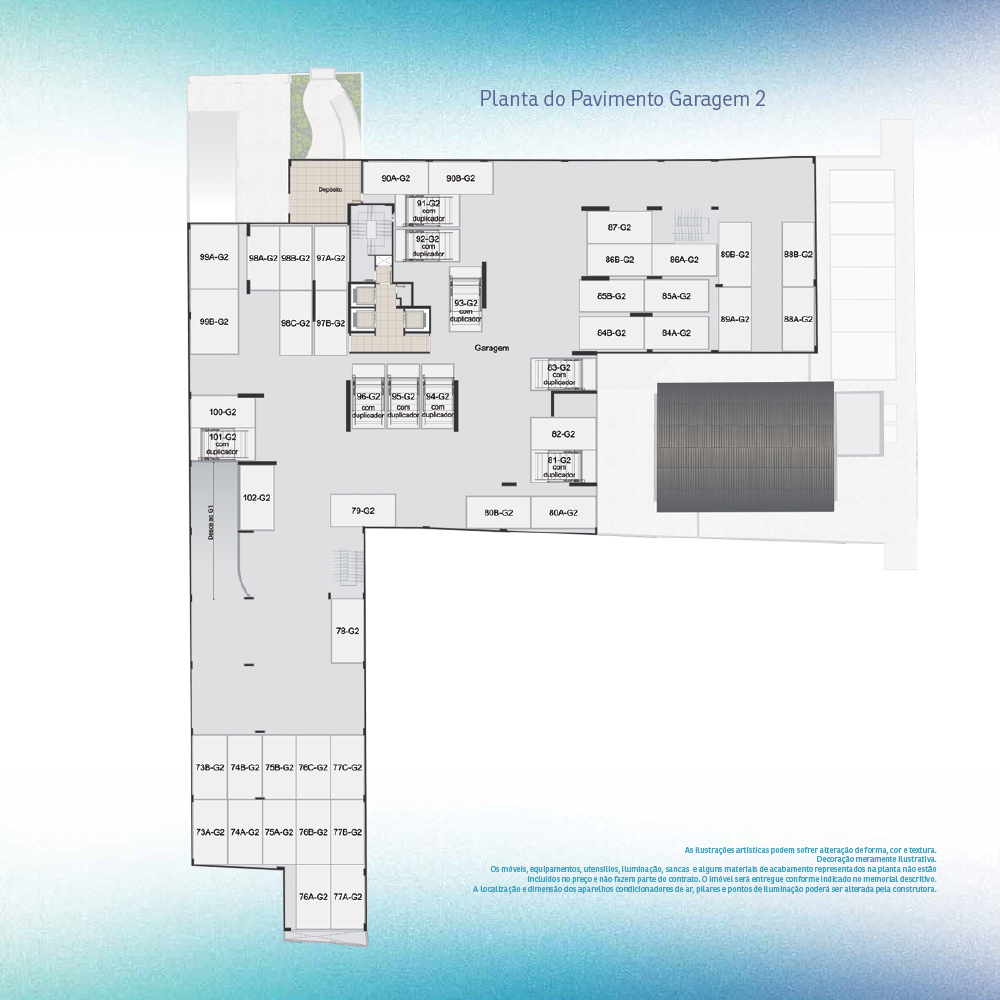 Planta do Pavimento Garagem 2
Depósito
90A-G2
90B-G2
91-G2
com
duplicador
92-G2
com
duplicador
87-G2
86B-G2
86A-G2
89B-G2
88B-G2
99A-G2
98A-G2
98B-G2
97A-G2
93-G2
com
duplicador
85B-G2
85A-G2
99B-G2
98C-G2
97B-G2
84B-G2
84A-G2
89A-G2
88A-G2
Garagem
83-G2
com
duplicador
96-G2
com
duplicador
95-G2
com
duplicador
94-G2
com
duplicador
100-G2
101-G2
com
duplicador
82-G2
81-G2
com
duplicador
102-G2
Desce ao G1
79-G2
80B-G2
80A-G2
78-G2
73B-G2
74B-G2
75B-G2
76C-G2
77C-G2
73A-G2
74A-G2
75A-G2
76B-G2
77B-G2
76A-G2
77A-G2
As ilustrações artísticas podem sofrer alteração de forma, cor e textura.
Decoração meramente ilustrativa.
Os móveis, equipamentos, utensílios, iluminação, sancas e alguns materiais de acabamento representados na planta não estão
incluídos no preço e não fazem parte do contrato. O imóvel será entregue conforme indicado no memorial descritivo.
A localização e dimensão dos aparelhos condicionadores de ar, pilares e pontos de iluminação poderá ser alterada pela construtora.